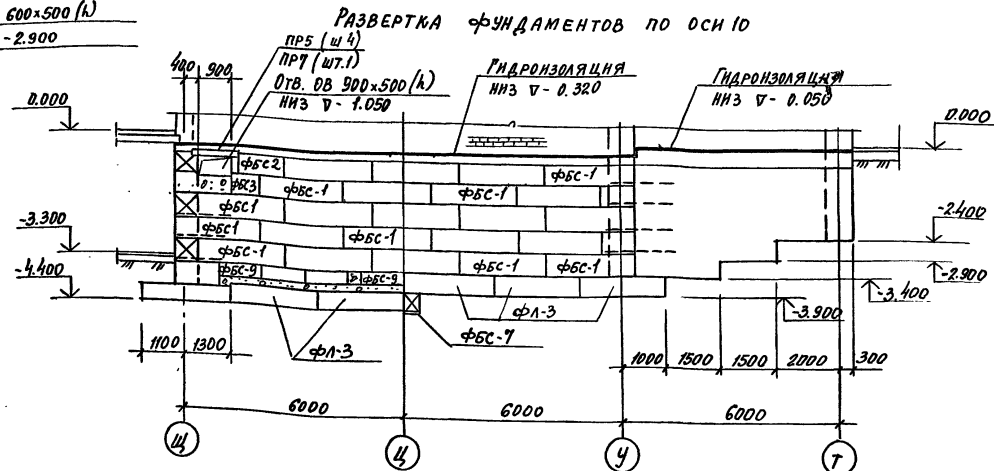 600х500 (h)
-2.900
РАЗВЕРТКА ФУНДАМЕНТОВ ПО ОСИ 10
ПР5 (ш 4)
ПР7 (шт.1)
ОТВ. ОВ 900х500 (h)
НИЗ ∇ - 1.050
400
900
ГИДРОИЗОЛЯЦИЯ
НИЗ ∇ - 0.320
ГИДРОИЗОЛЯЦИЯ
НИЗ ∇ - 0.050
0.000
0.000
ФБС2
ФБС3
ФБС-1
ФБС-1
ФБС-1
ФБС-1
ФБС1
ФБС1
ФБС-1
ФБС-1
ФБС-1
ФБС-1
ФБС-9
ФБС-9
-3.300
-4.400
-2.400
-2.900
-3.400
-3.900
ФЛ-3
ФБС-7
ФЛ-3
1100
1300
1000
1500
1500
2000
300
6000
6000
6000
Щ
Ц
У
Т